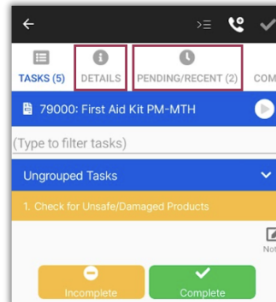 TASKS (5) DETAILS PENDING/RECENT (2) COM
79000: First Aid Kit PM-MTH
(Type to filter tasks)
Ungrouped Tasks
1. Check for Unsafe/Damaged Products
Not
Incomplete Complete